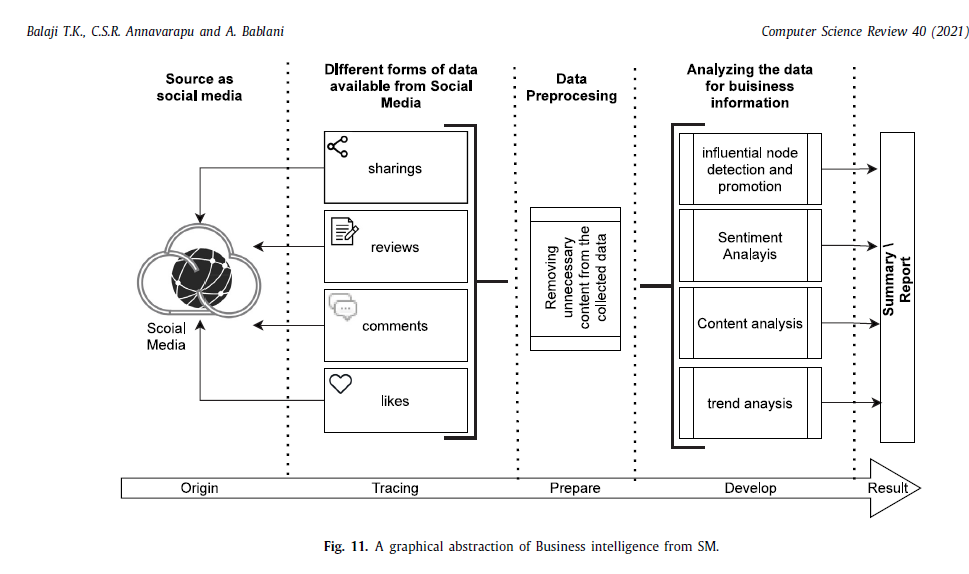 Balaji T.K., C.S.R. Annavarapu and A. Bablani
Computer Science Review 40 (2021)
Source as
social media
Different forms of data
available from Social
Media
Data
Preprocesing
Analyzing the data
for buisiness
information
sharings
reviews
comments
likes
Scoial
Media
Removing
unnecessary
content from the
collected data
influential node
detection and
promotion
Sentiment
Analayis
Content analysis
trend anaysis
Summary \
Report
Origin
Tracing
Prepare
Develop
Result
Fig. 11. A graphical abstraction of Business intelligence from SM.